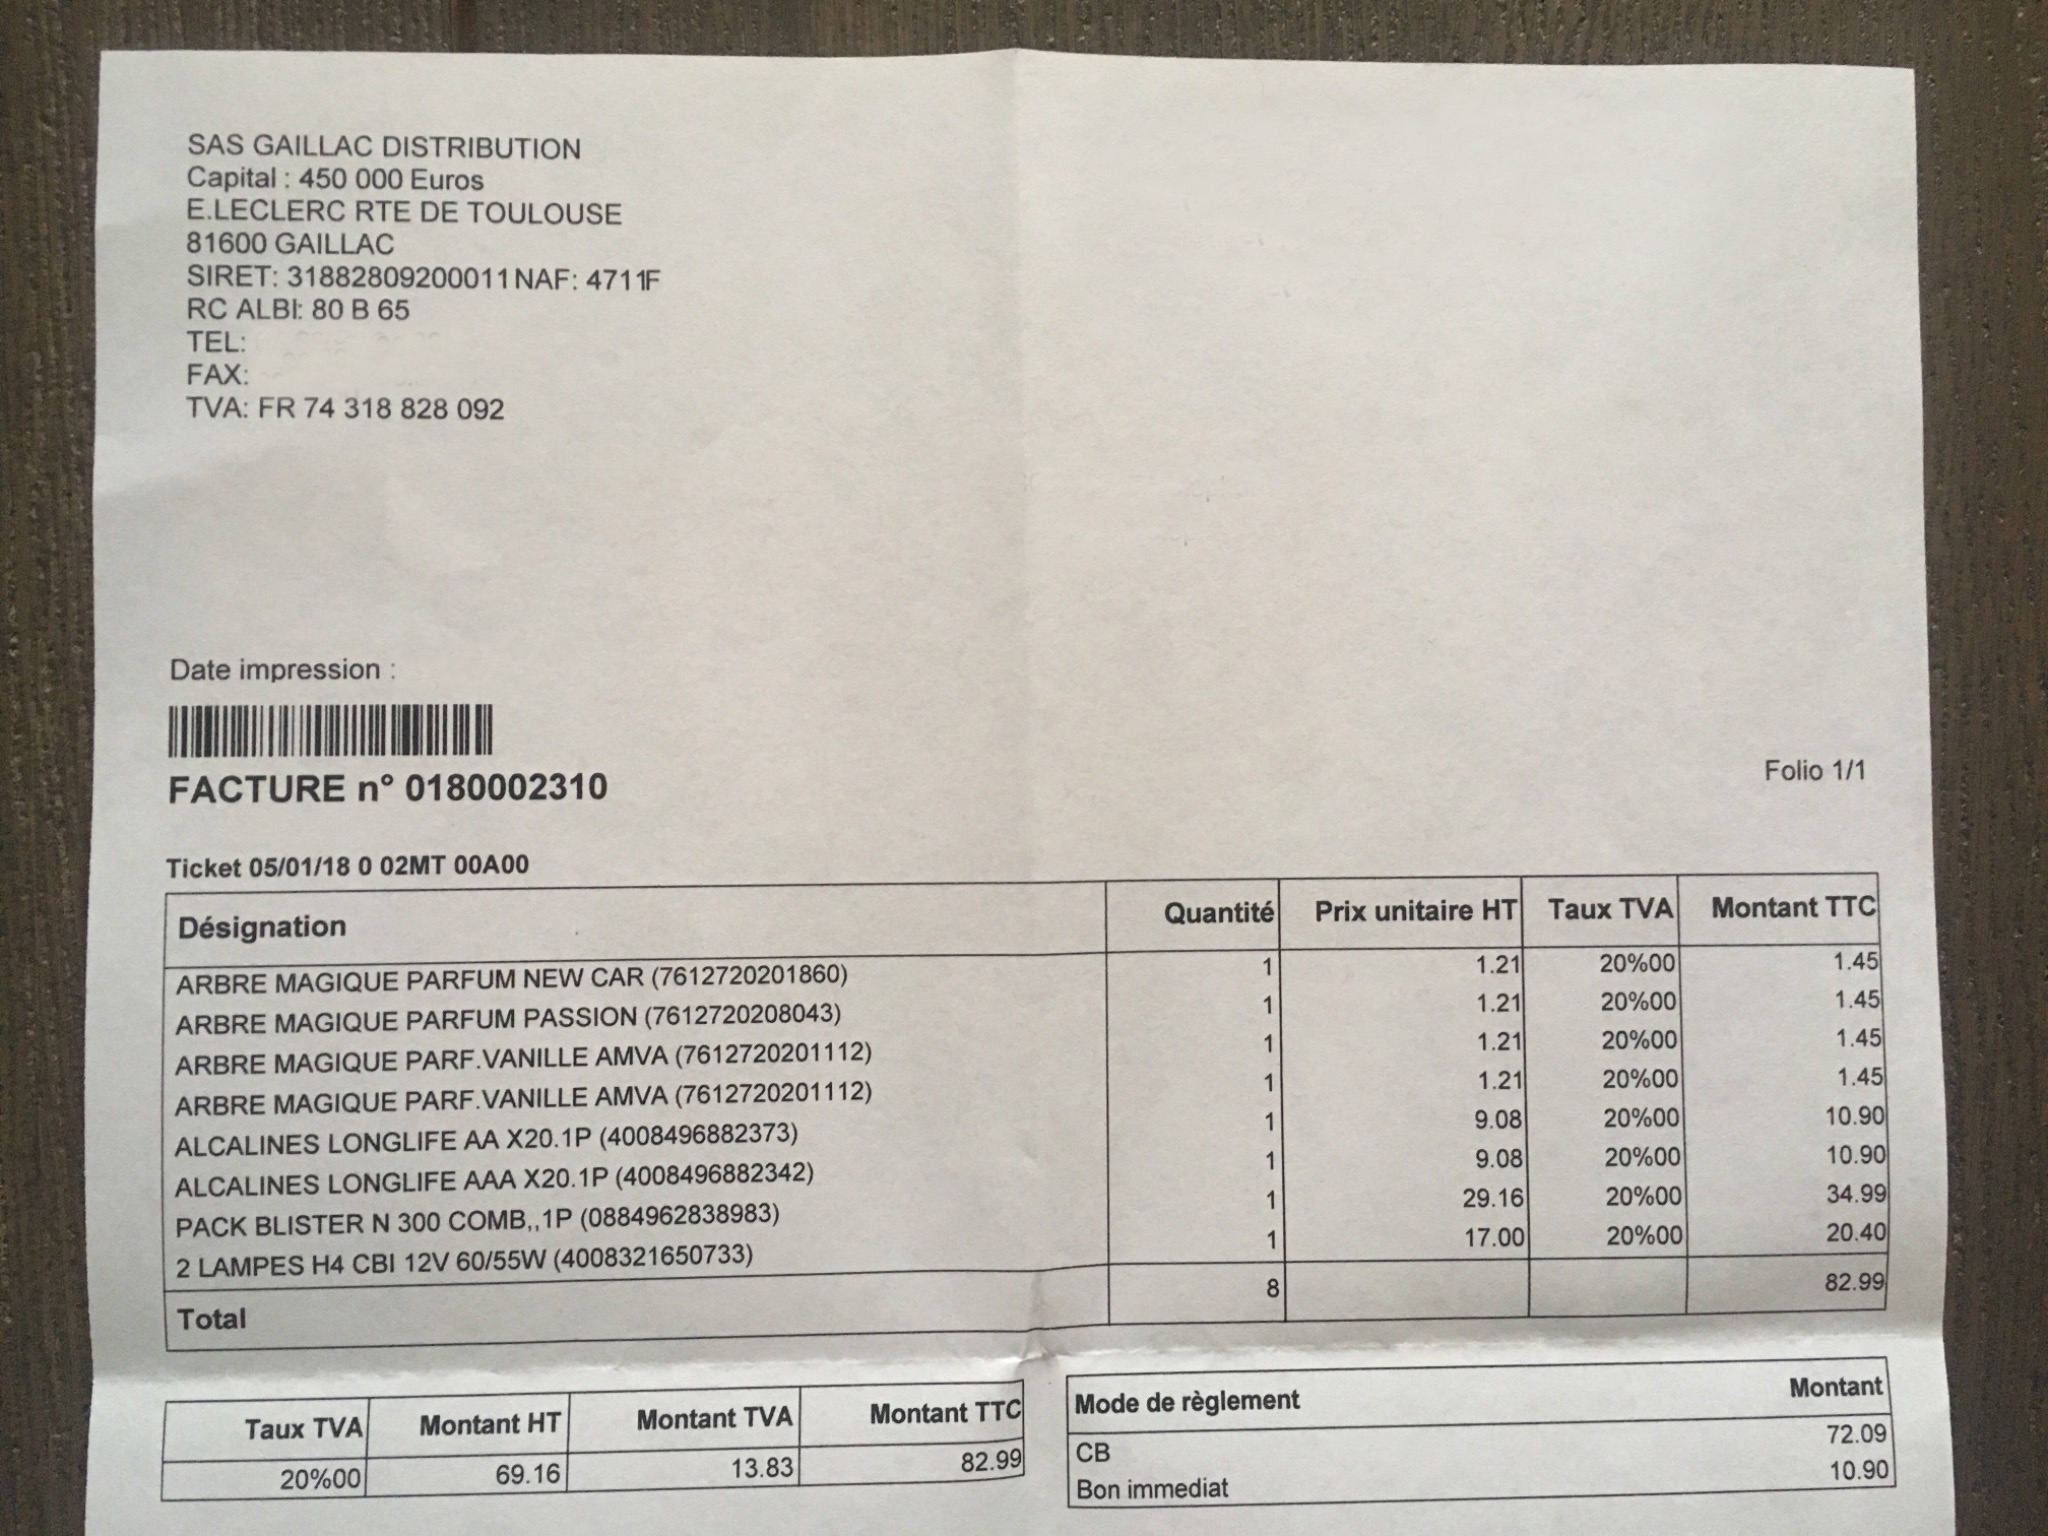 SAS GAILLAC DISTRIBUTION
Capital : 450 000 Euros
E.LECLERC RTE DE TOULOUSE
81600 GAILLAC
SIRET: 31882809200011 NAF: 4711F
RC ALBI: 80 B 65
TEL:
FAX:
TVA: FR 74 318 828 092
Date impression :
FACTURE n° 0180002310
Folio 1/1
Ticket 05/01/18 0 02MT 00A00
Désignation Quantité Prix unitaire HT Taux TVA Montant TTC
ARBRE MAGIQUE PARFUM NEW CAR (7612720201860) 1 1.21 20%00 1.45
ARBRE MAGIQUE PARFUM PASSION (7612720208043) 1 1.21 20%00 1.45
ARBRE MAGIQUE PARF.VANILLE AMVA (7612720201112) 1 1.21 20%00 1.45
ARBRE MAGIQUE PARF.VANILLE AMVA (7612720201112) 1 1.21 20%00 1.45
ALCALINES LONGLIFE AA X20.1P (4008496882373) 1 9.08 20%00 10.90
ALCALINES LONGLIFE AAA X20.1P (4008496882342) 1 9.08 20%00 10.90
PACK BLISTER N 300 COMB,,1P (0884962838983) 1 29.16 20%00 34.99
2 LAMPES H4 CBI 12V 60/55W (4008321650733) 1 17.00 20%00 20.40
Total 8 82.99
Taux TVA Montant HT Montant TVA Montant TTC
20%00 69.16 13.83 82.99
Mode de règlement Montant
CB 72.09
Bon immediat 10.90